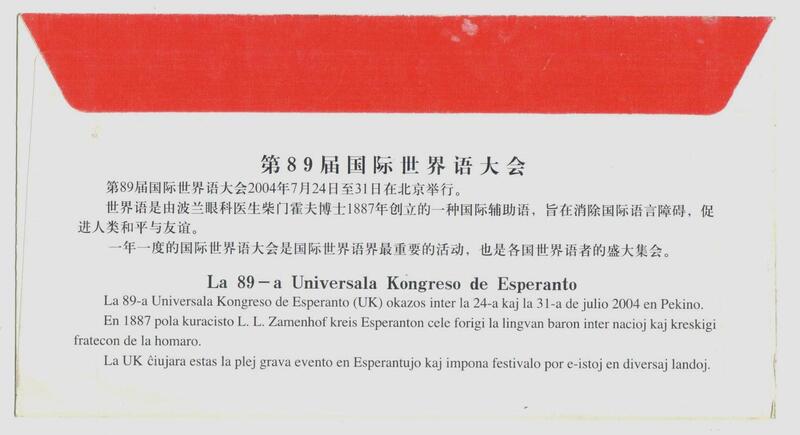 第89届国际世界语大会
第89届国际世界语大会2004年7月24日至31日在北京举行。
世界语是由波兰眼科医生柴门霍夫博士1887年创立的一种国际辅助语，旨在消除国际语言障碍，促
进人类和平与友谊。
一年一度的国际世界语大会是国际世界语界最重要的活动，也是各国世界语者的盛大集会。
La 89－a Universala Kongreso de Esperanto
La 89-a Universala Kongreso de Esperanto (UK) okazos inter la 24-a kaj la 31-a de julio 2004 en Pekino.
En 1887 pola kuracisto L. L. Zamenhof kreis Esperanton cele forigi la lingvan baron inter nacioj kaj kreskigi
fratecon de la homaro.
La UK ĉiujara estas la plej grava evento en Esperantujo kaj impona festivalo por e-istoj en diversaj landoj.